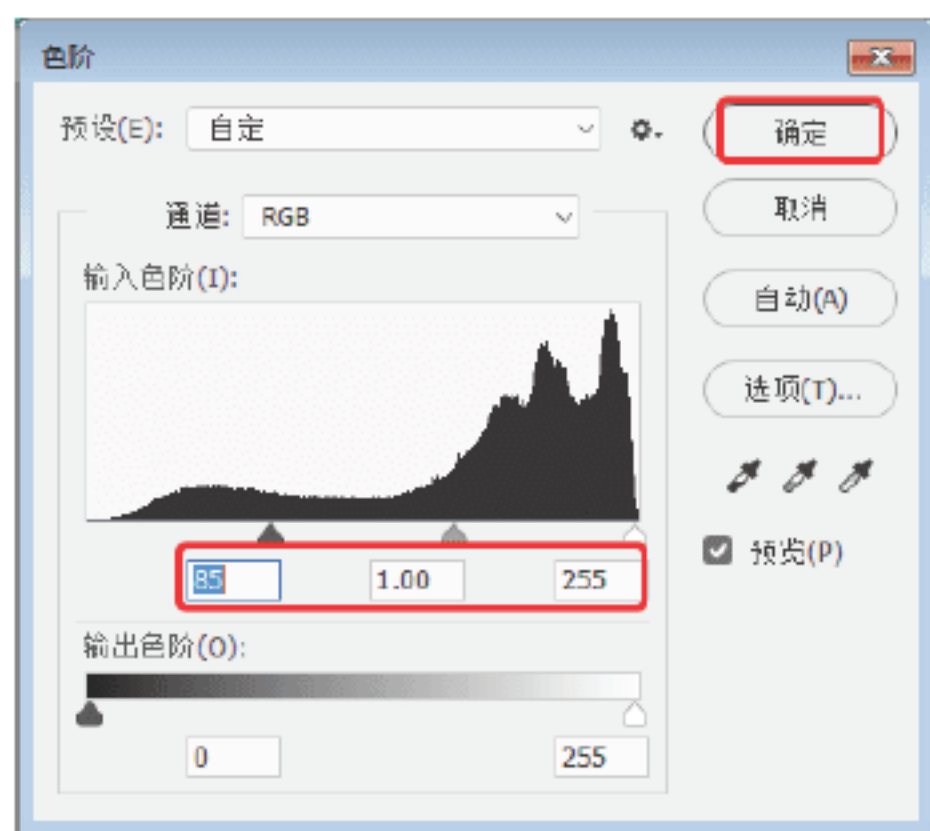 色阶
预设(E): 自定
确定
通道: RGB
取消
输入色阶(I):
自动(A)
选项(T)...
预览(P)
85 1.00 255
输出色阶(O):
0 255